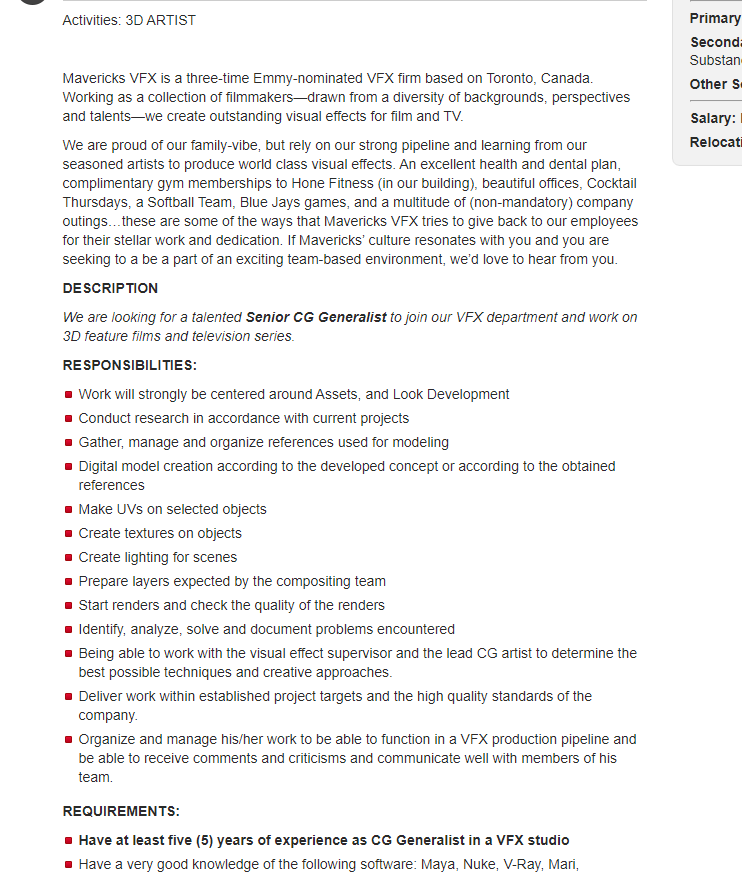 Activities: 3D ARTIST
Mavericks VFX is a three-time Emmy-nominated VFX firm based on Toronto, Canada.
Working as a collection of filmmakers—drawn from a diversity of backgrounds, perspectives
and talents—we create outstanding visual effects for film and TV.
We are proud of our family-vibe, but rely on our strong pipeline and learning from our
seasoned artists to produce world class visual effects. An excellent health and dental plan,
complimentary gym memberships to Hone Fitness (in our building), beautiful offices, Cocktail
Thursdays, a Softball Team, Blue Jays games, and a multitude of (non-mandatory) company
outings…these are some of the ways that Mavericks VFX tries to give back to our employees
for their stellar work and dedication. If Mavericks' culture resonates with you and you are
seeking to a be a part of an exciting team-based environment, we'd love to hear from you.
DESCRIPTION
We are looking for a talented Senior CG Generalist to join our VFX department and work on
3D feature films and television series.
RESPONSIBILITIES:
Work will strongly be centered around Assets, and Look Development
Conduct research in accordance with current projects
Gather, manage and organize references used for modeling
Digital model creation according to the developed concept or according to the obtained
references
Make UVs on selected objects
Create textures on objects
Create lighting for scenes
Prepare layers expected by the compositing team
Start renders and check the quality of the renders
Identify, analyze, solve and document problems encountered
Being able to work with the visual effect supervisor and the lead CG artist to determine the
best possible techniques and creative approaches.
Deliver work within established project targets and the high quality standards of the
company.
Organize and manage his/her work to be able to function in a VFX production pipeline and
be able to receive comments and criticisms and communicate well with members of his
team.
REQUIREMENTS:
Have at least five (5) years of experience as CG Generalist in a VFX studio
Have a very good knowledge of the following software: Maya, Nuke, V-Ray, Mari,
Primary
Other
Salary: